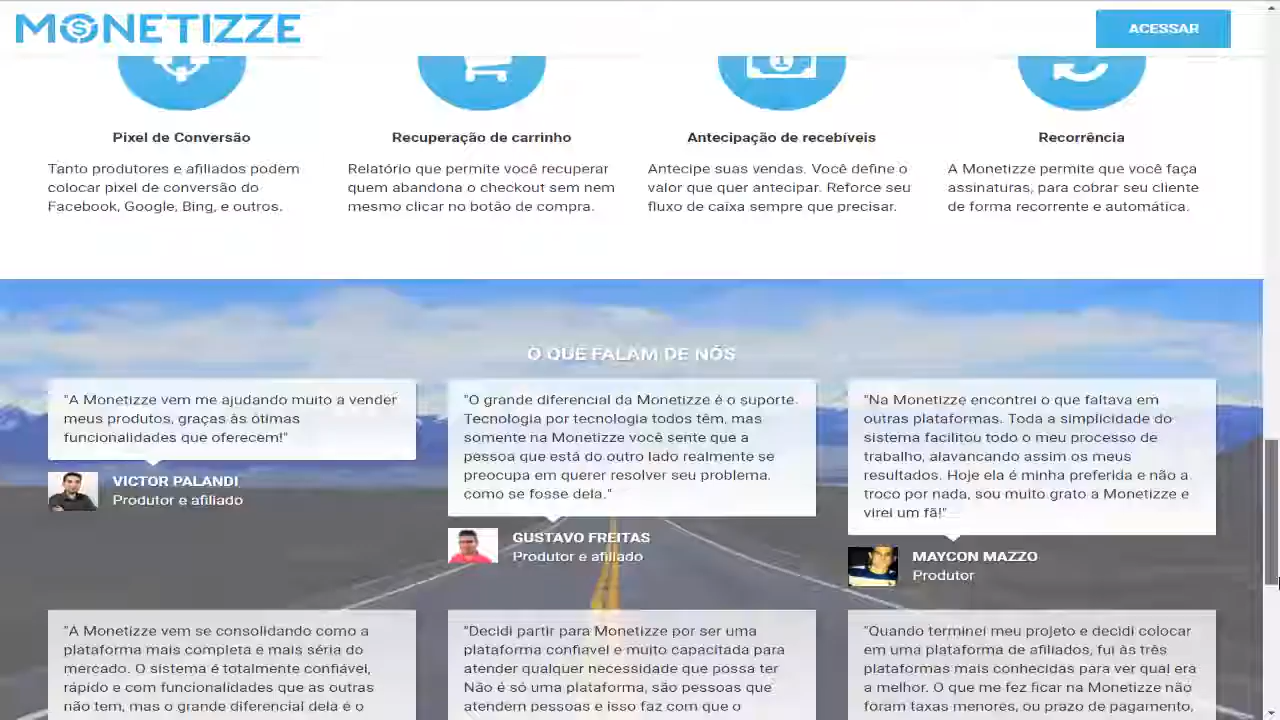 MONETIZZE
ACESSAR
Pixel de Conversão
Tanto produtores e afiliados podem
colocar pixel de conversão do
Facebook, Google, Bing, e outros.
Recuperação de carrinho
Relatório que permite você recuperar
quem abandona o checkout sem nem
mesmo clicar no botão de compra.
Antecipação de recebíveis
Antecipe suas vendas. Você define o
valor que quer antecipar. Reforce seu
fluxo de caixa sempre que precisar.
Recorrência
A Monetizze permite que você faça
assinaturas, para cobrar seu cliente
de forma recorrente e automática.
O QUE FALAM DE NÓS
"A Monetizze vem me ajudando muito a vender
meus produtos, graças às ótimas
funcionalidades que oferecem!"
VICTOR PALANDI
Produtor e afiliado
"O grande diferencial da Monetizze é o suporte.
Tecnologia por tecnologia todos têm, mas
somente na Monetizze você sente que a
pessoa que está do outro lado realmente se
preocupa em querer resolver seu problema,
como se fosse dela."
GUSTAVO FREITAS
Produtor e afiliado
"Na Monetizze encontrei o que faltava em
outras plataformas. Toda a simplicidade do
sistema facilitou todo o meu processo de
trabalho, alavancando assim os meus
resultados. Hoje ela é minha preferida e não a
troco por nada, sou muito grato a Monetizze e
virei um fã!"
MAYCON MAZZO
Produtor
"A Monetizze vem se consolidando como a
plataforma mais completa e mais séria do
mercado. O sistema é totalmente confiável,
rápido e com funcionalidades que as outras
não tem, mas o grande diferencial dela é o
"Decidi partir para Monetizze por ser uma
plataforma confiável e muito capacitada para
atender qualquer necessidade que possa ter
Não é só uma plataforma, são pessoas que
atendem pessoas e isso faz com que o
"Quando terminei meu projeto e decidi colocar
em uma plataforma de afiliados, fui às três
plataformas mais conhecidas para ver qual era
a melhor. O que me fez ficar na Monetizze não
foram taxas menores, ou prazo de pagamento,